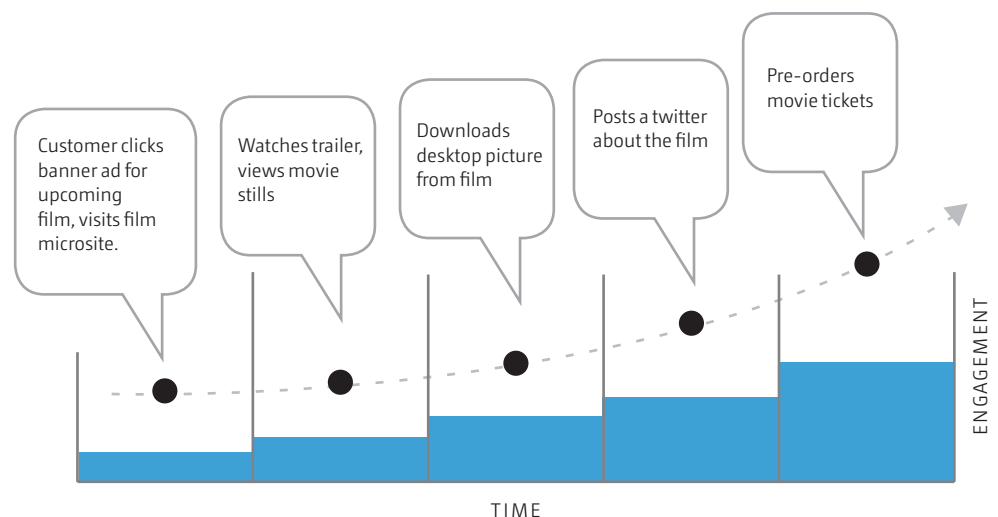 Customer clicks
banner ad for
upcoming
film, visits film
microsite.
Watches trailer,
views movie
stills
Downloads
desktop picture
from film
Posts a twitter
about the film
Pre-orders
movie tickets
ENGAGEMENT
TIME